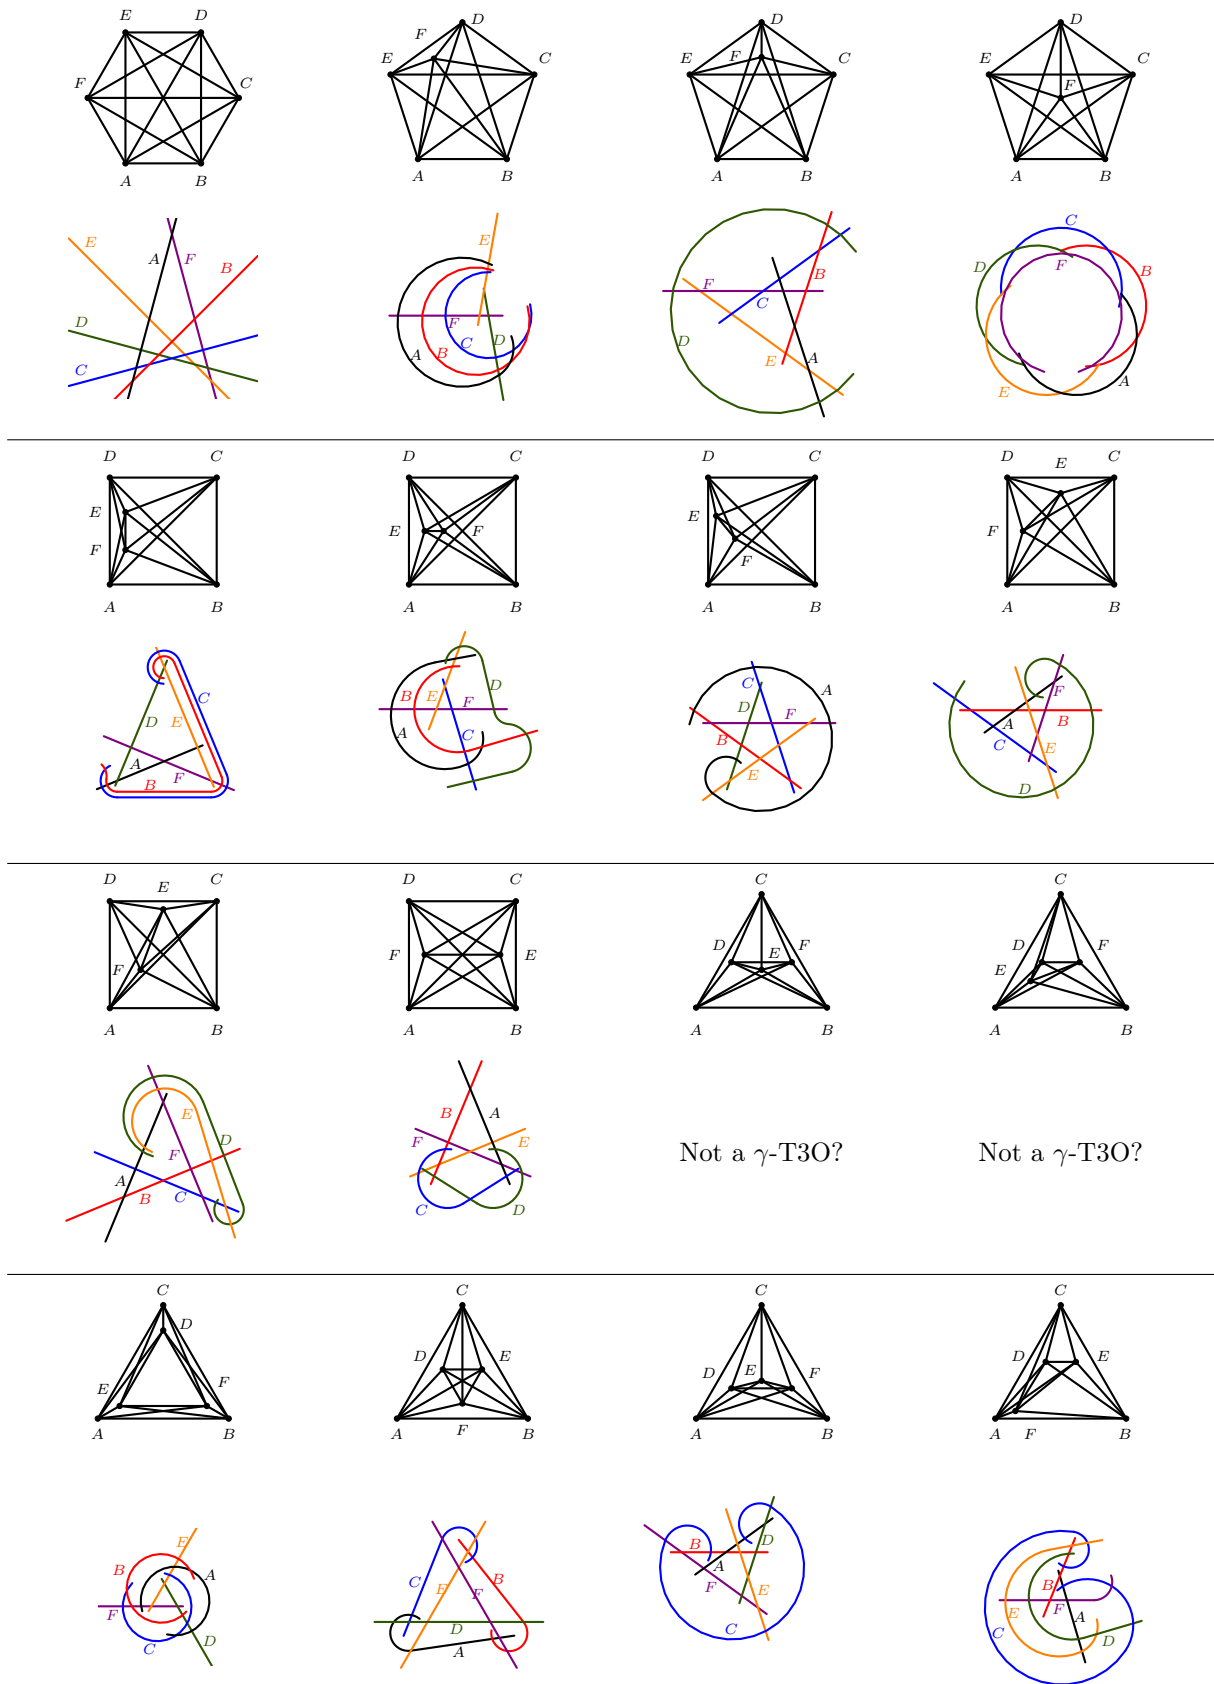 E D
F C
A B
D
F
E C
A B
D
F
E C
A B
D
E C
F
A B
E
A F B
D
C
E
F
D
A B C
F B
C
D
E A
C
D F B
E A
D C
E
F
A B
D C
E F
A B
D C
E
F
A B
D C
E
F
A B
C
D E
A F
B
D
B E F
A C
C A
D F
B
E
F
A B
C E
D
D E C
F
A B
D C
F E
A B
C
D E F
A B
C
D F
E
A B
E
D
F
A B C
B A
F E
C D
Not a γ-T3O?
Not a γ-T3O?
C
D
E F
A B
C
D E
A F B
C
D E F
A B
C
D E
A F B
E
B A
F
C D
C B
E F
D
A
B D
A
F E
C
B
E F A
C D